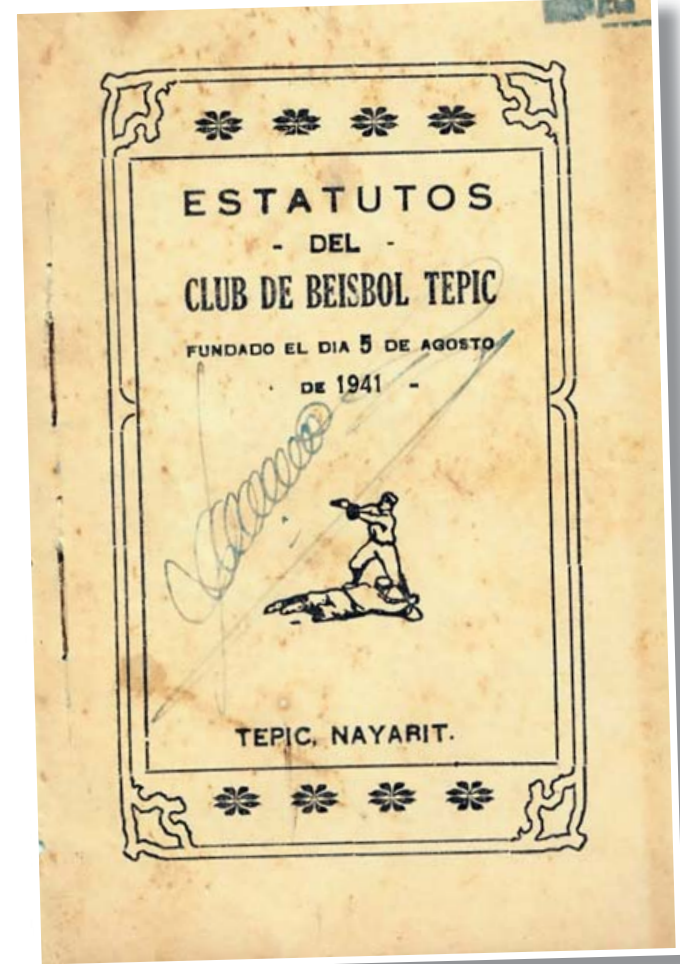 ESTATUTOS
- DEL -
CLUB DE BEISBOL TEPIC
FUNDADO EL DIA 5 DE AGOSTO
DE 1941 -
TEPIC, NAYARIT.